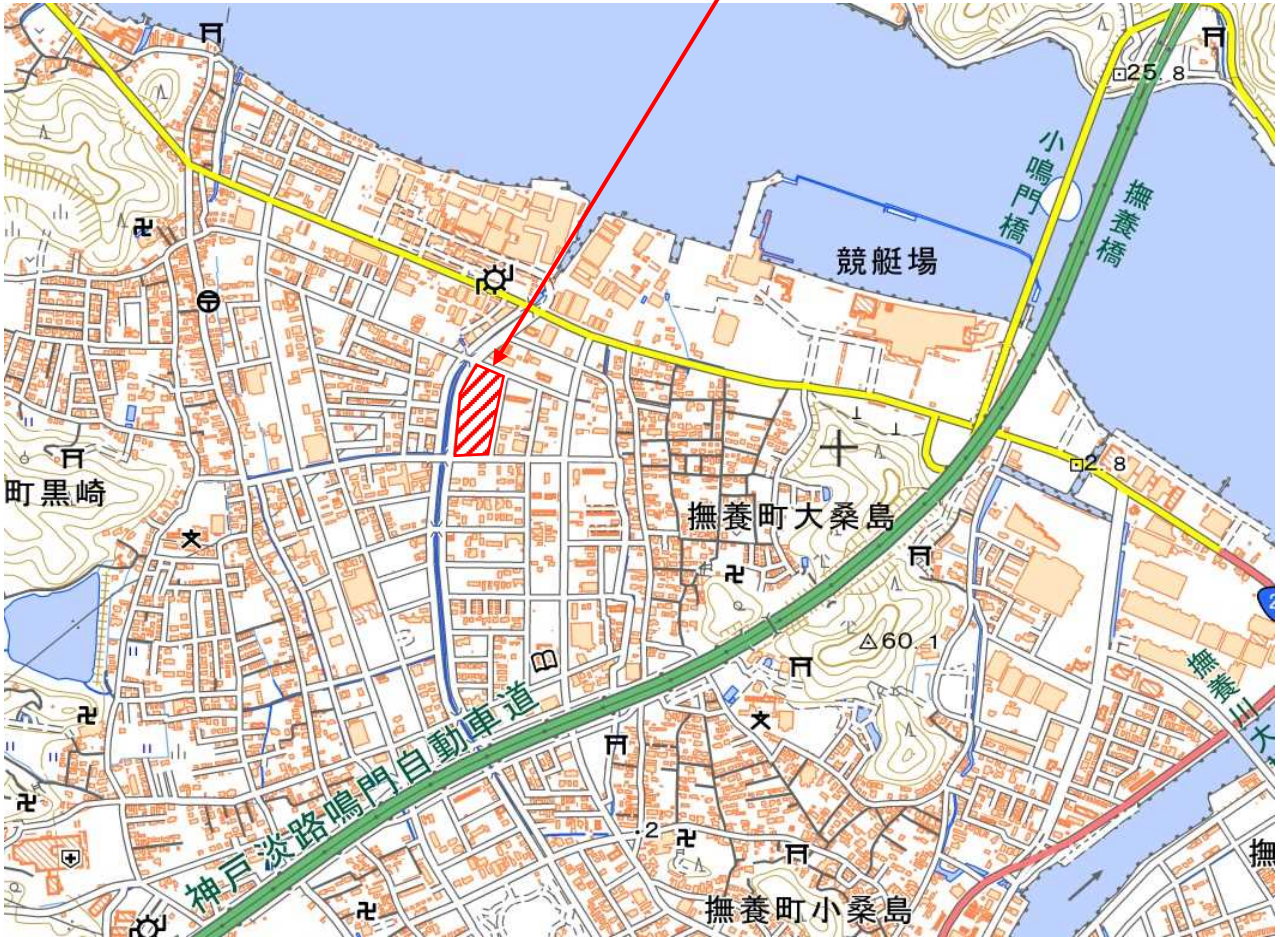 25.8
小鳴門橋
撫養橋
競艇場
2.8
町黒崎
撫養町大桑島
60.1
2
撫養川
大
神戸淡路鳴門自動車道
.2
撫
撫養町小桑島